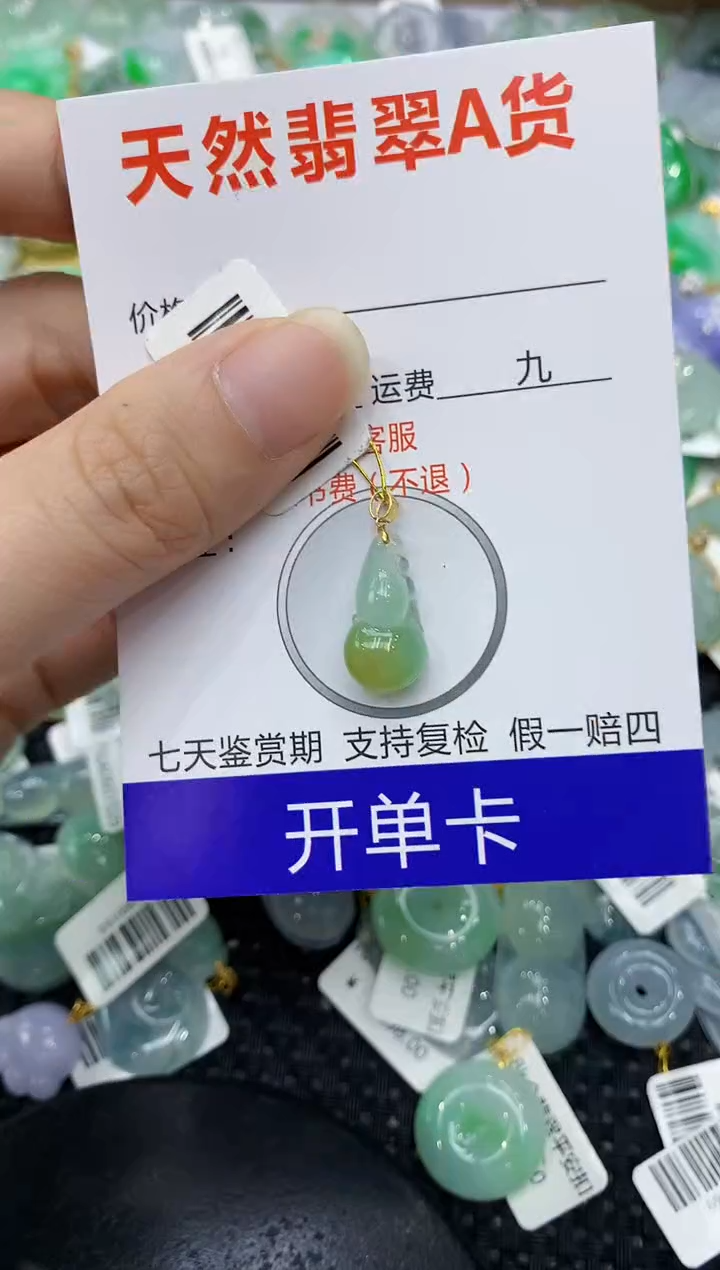 天然翡翠A货
价格
运费 九
客服
书费（不退）
七天鉴赏期 支持复检 假一赔四
开单卡